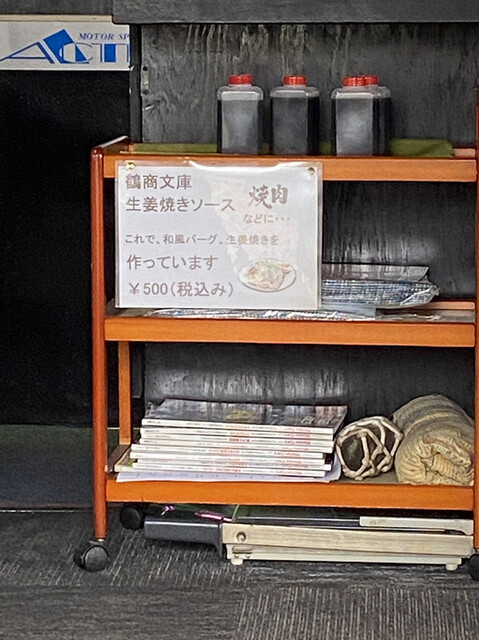 MOTOR SP
ACT
鶴商文庫
生姜焼きソース 焼肉
などに…
これで、和風バーグ、生姜焼きを
作っています
￥500(税込み)